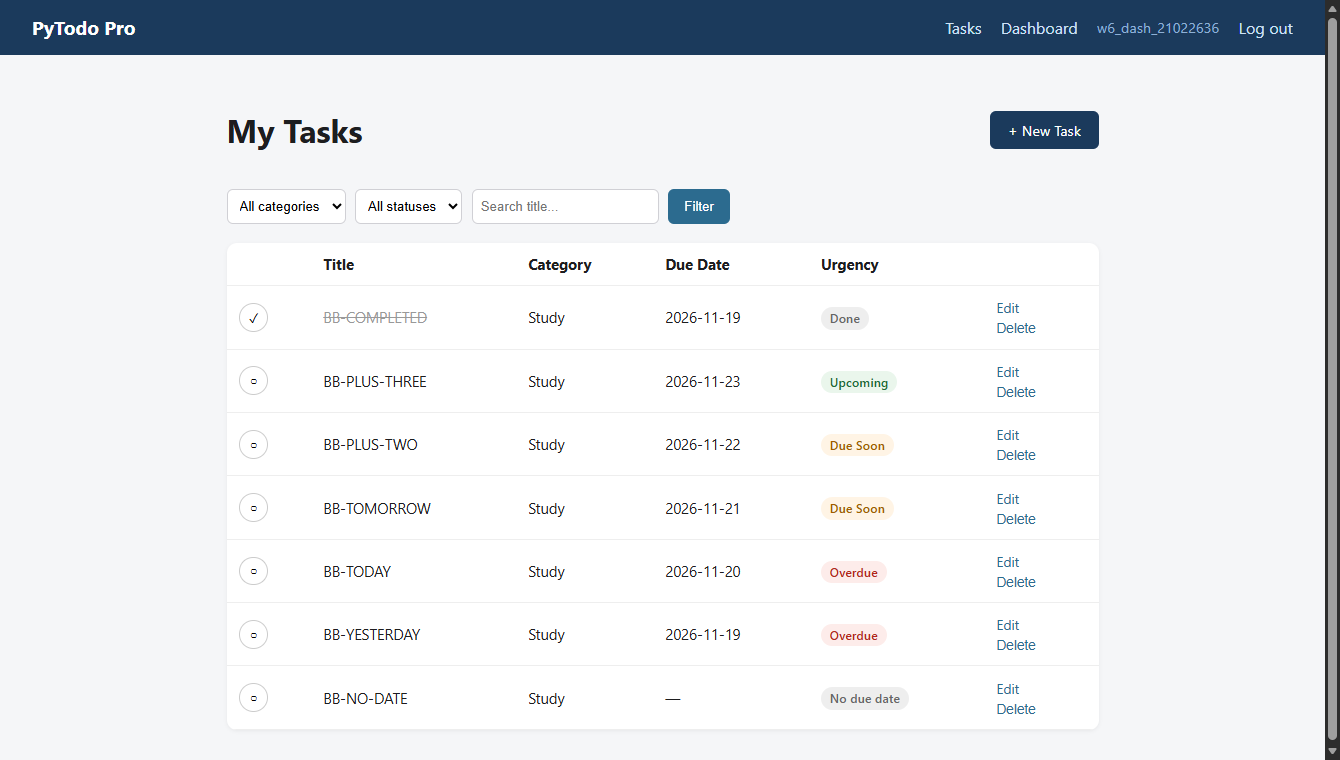 PyTodo Pro Tasks Dashboard w6_dash_21022636 Log out
My Tasks + New Task
All categories All statuses Search title... Filter
Title Category Due Date Urgency
✓ BB-COMPLETED Study 2026-11-19 Done Edit
Delete
○ BB-PLUS-THREE Study 2026-11-23 Upcoming Edit
Delete
○ BB-PLUS-TWO Study 2026-11-22 Due Soon Edit
Delete
○ BB-TOMORROW Study 2026-11-21 Due Soon Edit
Delete
○ BB-TODAY Study 2026-11-20 Overdue Edit
Delete
○ BB-YESTERDAY Study 2026-11-19 Overdue Edit
Delete
○ BB-NO-DATE Study — No due date Edit
Delete